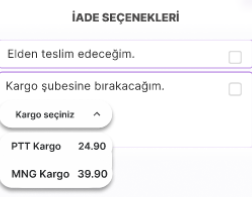 İADE SEÇENEKLERİ
Elden teslim edeceğim.
Kargo şubesine bırakacağım.
Kargo seçiniz
PTT Kargo 24.90
MNG Kargo 39.90